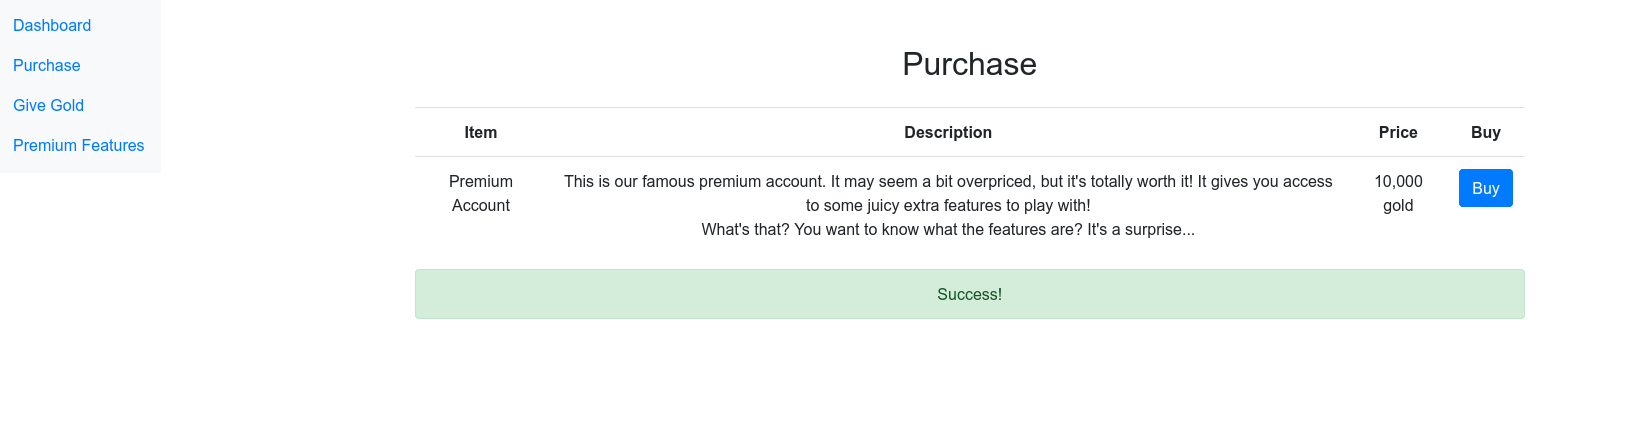 Dashboard
Purchase
Give Gold
Premium Features
Purchase
Item Description Price Buy
Premium
Account
This is our famous premium account. It may seem a bit overpriced, but it's totally worth it! It gives you access
to some juicy extra features to play with!
What's that? You want to know what the features are? It's a surprise...
10,000
gold
Buy
Success!